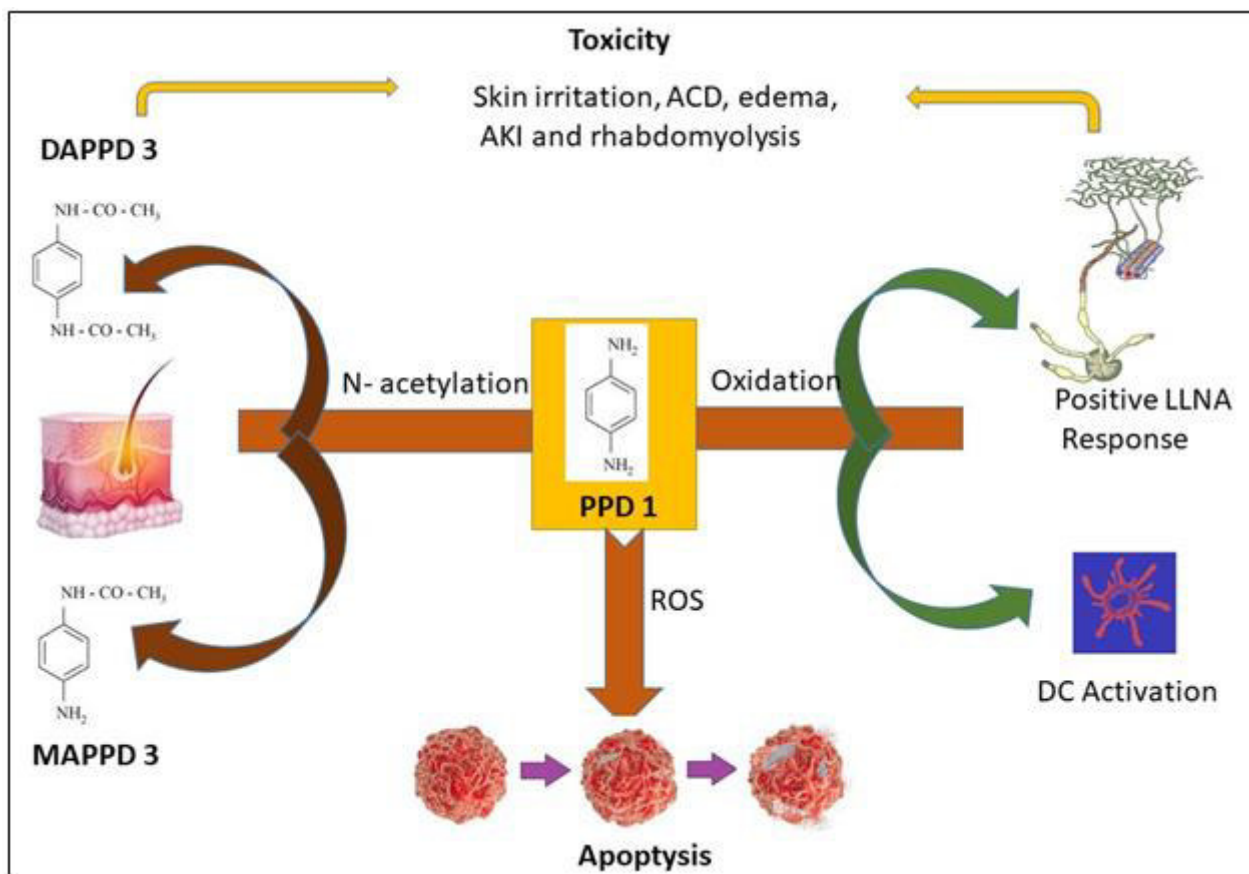 Toxicity
Skin irritation, ACD, edema,
AKI and rhabdomyolysis
DAPPD 3
NH - CO - CH3
NH - CO - CH3
N- acetylation
NH2
NH2
PPD 1
Oxidation
Positive LLNA
Response
ROS
NH - CO - CH3
NH2
MAPPD 3
DC Activation
Apoptysis